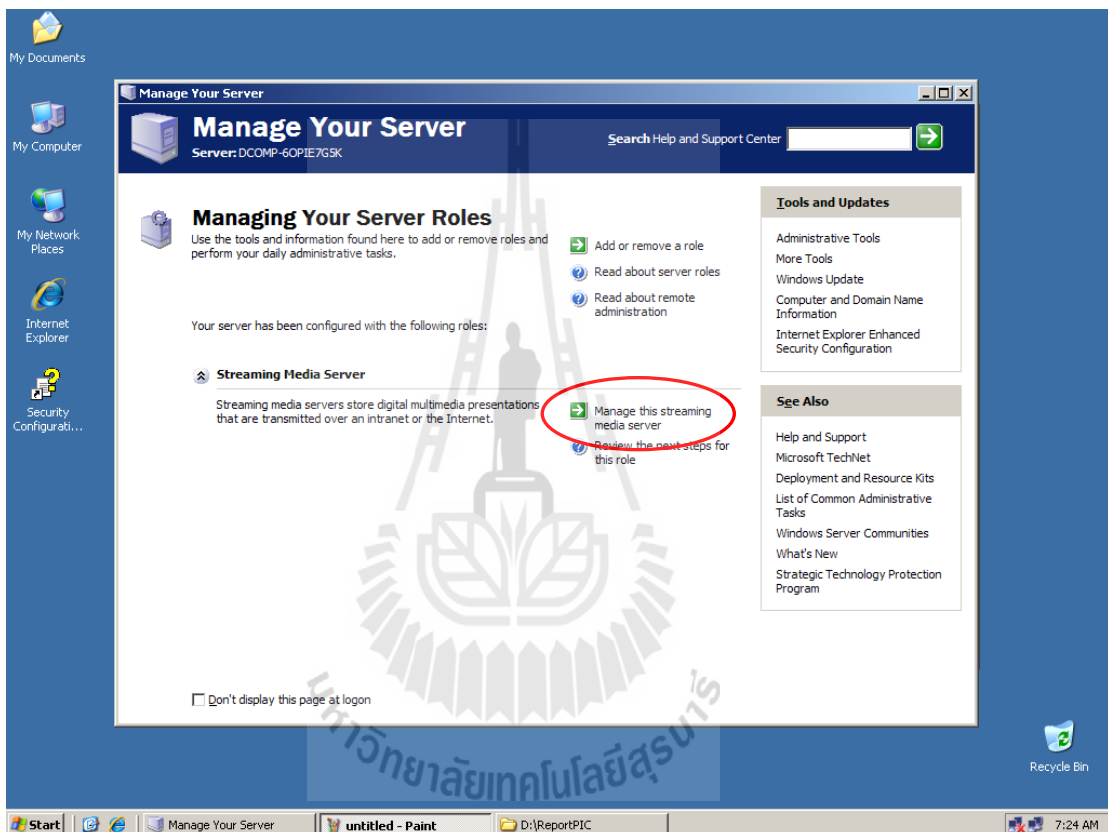 My Documents
My Computer
My Network
Places
Internet
Explorer
Security
Configurati...
Manage Your Server
Manage Your Server
Server: DCOMP-6OPIE7G5K
Search Help and Support Center
Managing Your Server Roles
Use the tools and information found here to add or remove roles and
perform your daily administrative tasks.
Add or remove a role
Read about server roles
Read about remote
administration
Your server has been configured with the following roles:
Streaming Media Server
Streaming media servers store digital multimedia presentations
that are transmitted over an intranet or the Internet.
Manage this streaming
media server
Review the next steps for
this role
Tools and Updates
Administrative Tools
More Tools
Windows Update
Computer and Domain Name
Information
Internet Explorer Enhanced
Security Configuration
See Also
Help and Support
Microsoft TechNet
Deployment and Resource Kits
List of Common Administrative
Tasks
Windows Server Communities
What's New
Strategic Technology Protection
Program
Don't display this page at logon
มหาวิทยาลัยเทคโนโลยีสุรนารี
Recycle Bin
Start
Manage Your Server
untitled - Paint
D:\ReportPIC
7:24 AM